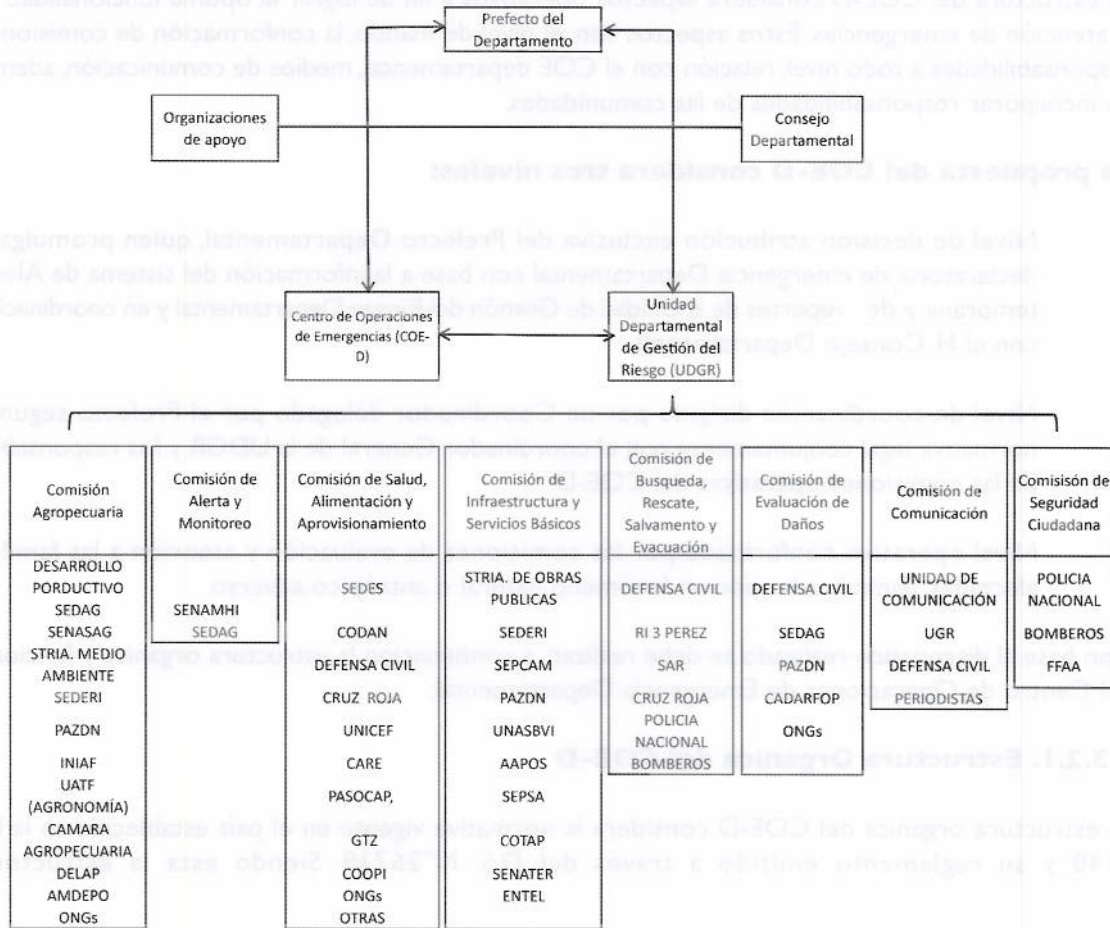 Prefecto del
Departamento
Organizaciones
de apoyo
Consejo
Departamental
Centro de Operaciones
de Emergencias (COE-
D)
Unidad
Departamental
de Gestión del
Riesgo (UDGR)
Comisión
Agropecuaria
DESARROLLO
PORDUCTIVO
SEDAG
SENASAG
STRIA. MEDIO
AMBIENTE
SEDERI
PAZDN
INIAF
UATF
(AGRONOMÍA)
CAMARA
AGROPECUARIA
DELAP
AMDEPO
ONGs
Comisión de
Alerta y
Monitoreo
SENAMHI
SEDAG
Comisión de Salud,
Alimentación y
Aprovisionamiento
SEDES
CODAN
DEFENSA CIVIL
CRUZ ROJA
UNICEF
CARE
PASOCAP,
GTZ
COOPI
ONGs
OTRAS
Comisión de
Infraestructura y
Servicios Básicos
STRIA. DE OBRAS
PUBLICAS
SEDERI
SEPCAM
PAZDN
UNASBVI
AAPOS
SEPSA
COTAP
SENATER
ENTEL
Comisión de
Busqueda,
Rescate,
Salvamento y
Evacuación
DEFENSA CIVIL
RI 3 PEREZ
SAR
CRUZ ROJA
POLICIA
NACIONAL
BOMBEROS
Comisión de
Evaluación de
Daños
DEFENSA CIVIL
SEDAG
PAZDN
CADARFOP
ONGs
Comisión de
Comunicación
UNIDAD DE
COMUNICACIÓN
UGR
DEFENSA CIVIL
PERIODISTAS
Comisisón de
Seguridad
Ciudadana
POLICIA
NACIONAL
BOMBEROS
FFAA